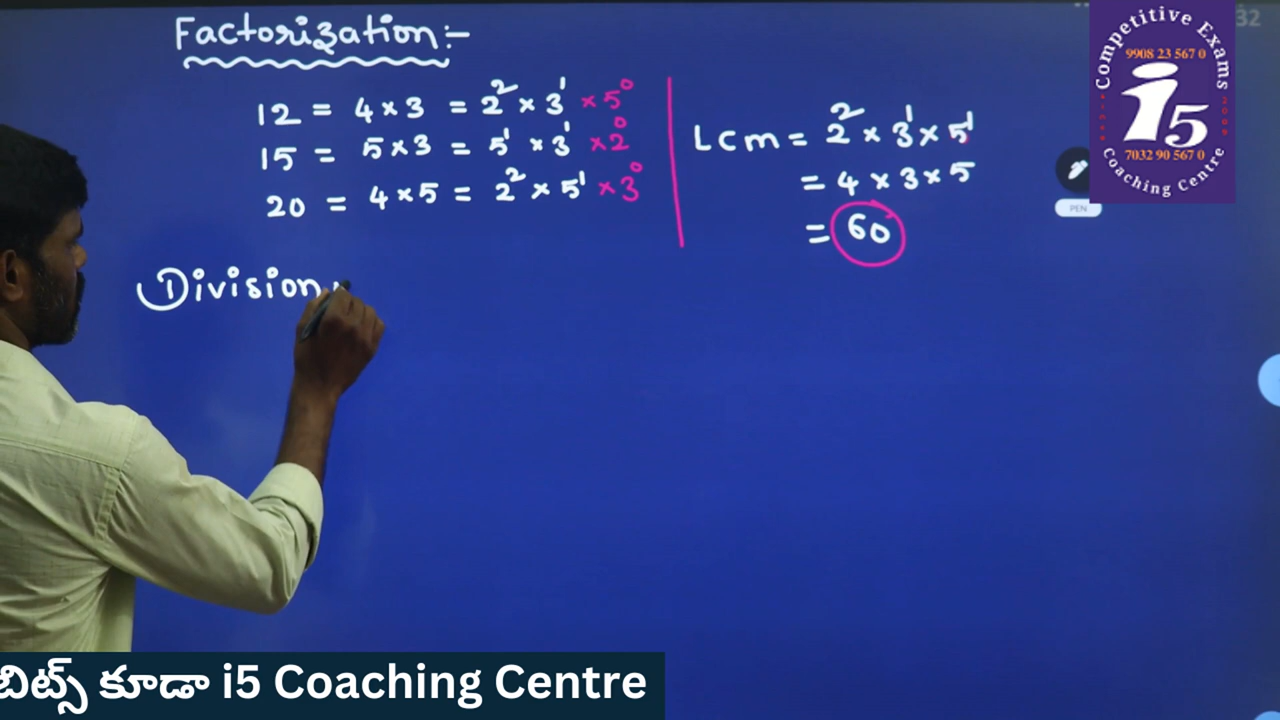 Factorization:-
12 = 4 × 3 = 2² × 3¹ × 5⁰
15 = 5 × 3 = 5¹ × 3¹ × 2⁰
20 = 4 × 5 = 2² × 5¹ × 3⁰
Lcm = 2² × 3¹ × 5¹
= 4 × 3 × 5
= 60
Division
PEN
32
Competitive Exams
9908 23 567 0
i5
7032 90 567 0
Coaching Centre
బిట్స్ కూడా i5 Coaching Centre